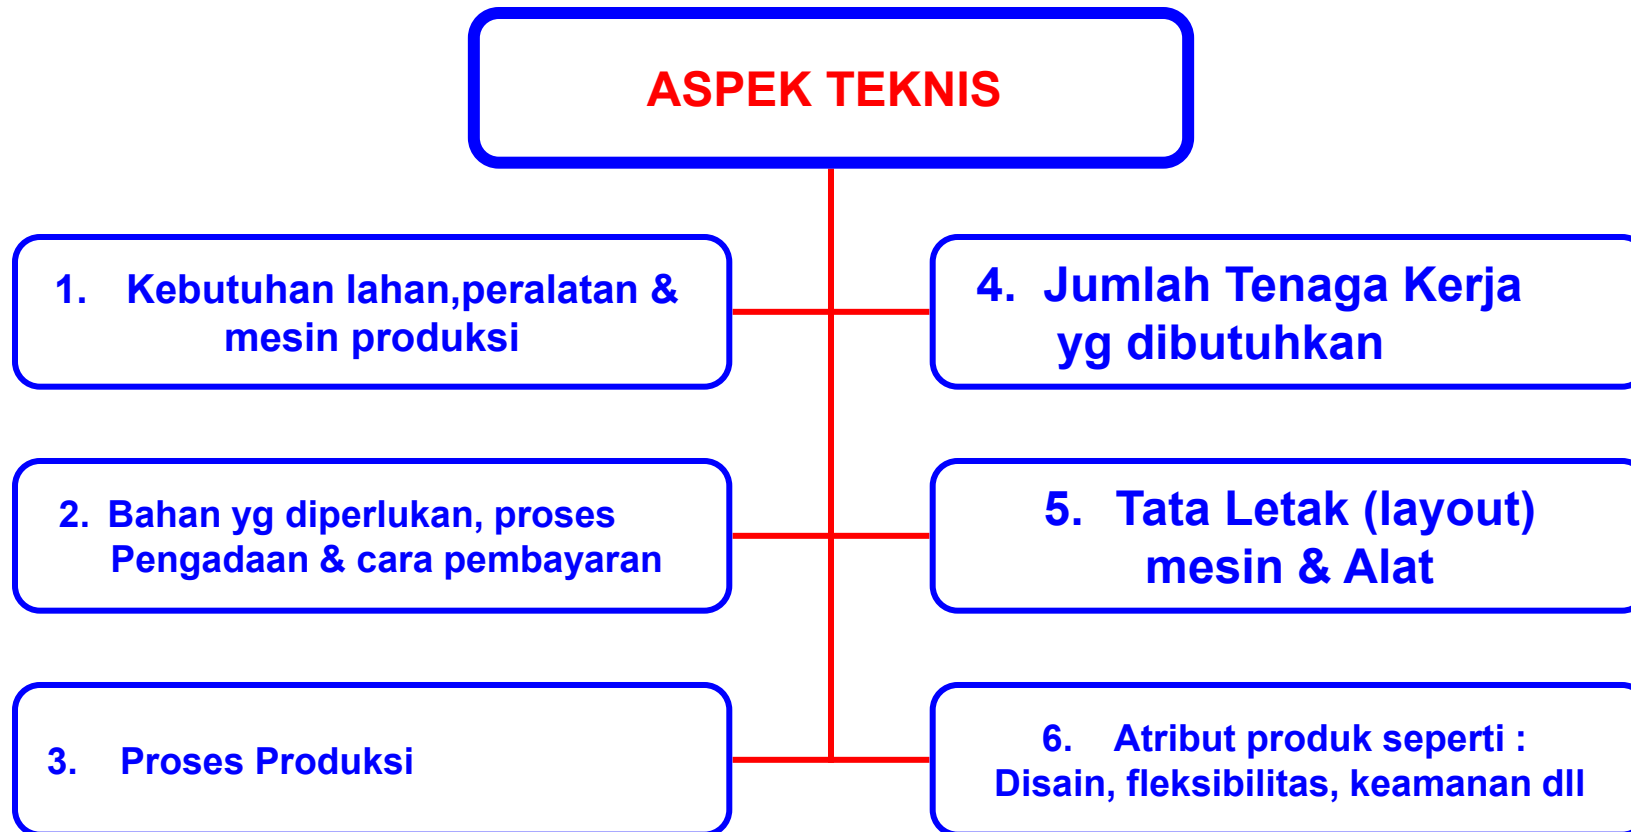 ASPEK TEKNIS
1. Kebutuhan lahan,peralatan &
mesin produksi
2. Bahan yg diperlukan, proses
Pengadaan & cara pembayaran
3. Proses Produksi
4. Jumlah Tenaga Kerja
yg dibutuhkan
5. Tata Letak (layout)
mesin & Alat
6. Atribut produk seperti :
Disain, fleksibilitas, keamanan dll